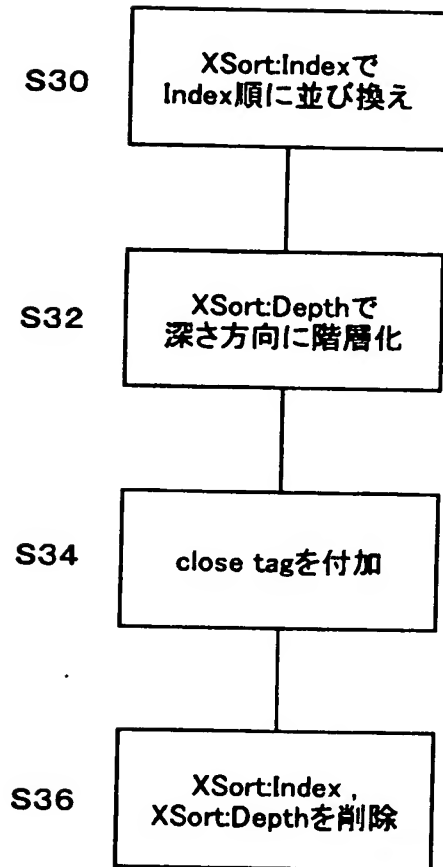 S30
XSort:Indexで
Index順に並び換え
S32
XSort:Depthで
深さ方向に階層化
S34
close tagを付加
S36
XSort:Index ,
XSort:Depthを削除